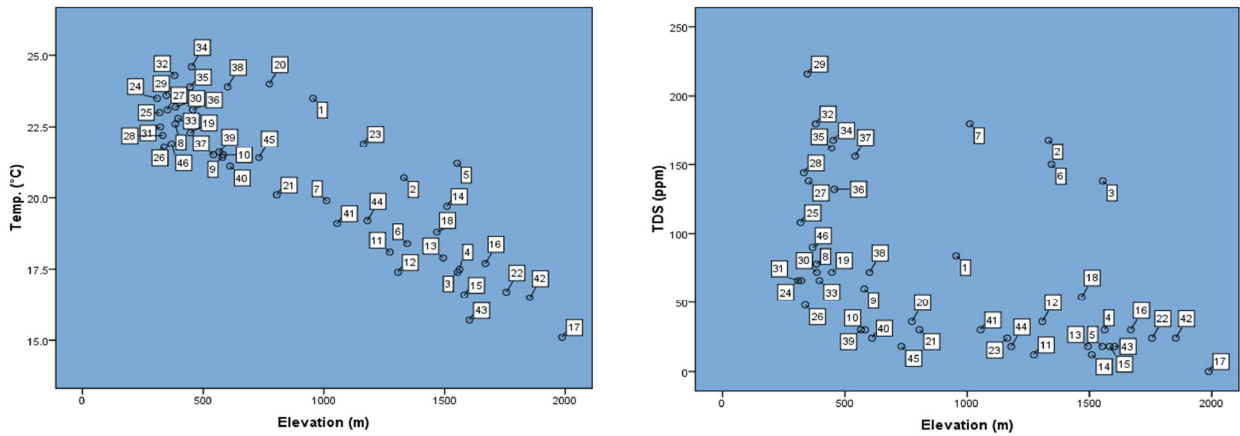 34
25.0
32 38 20
29 35
24 27 30 36
1
25
22.5 33 19
28 31 23
37 8 39 45
26 10
46 9 40 5
21 7 2
20.0 14
41 44
6 18
11 13 4 16
12
17.5
3 15 22 42
43
17
15.0
0 500 1000 1500 2000
Elevation (m)
Temp. (°C)
250
29
200
32
7
35 34 37
2
150
28
6
27 36 3
25
100
46
30 8 38
31 19 1
18
24 33
50 26 9 20 12
10 41 44 4 16 22 42
39 40 21 23 11 13 5 43
45 14 15 17
0
0 500 1000 1500 2000
Elevation (m)
TDS (ppm)